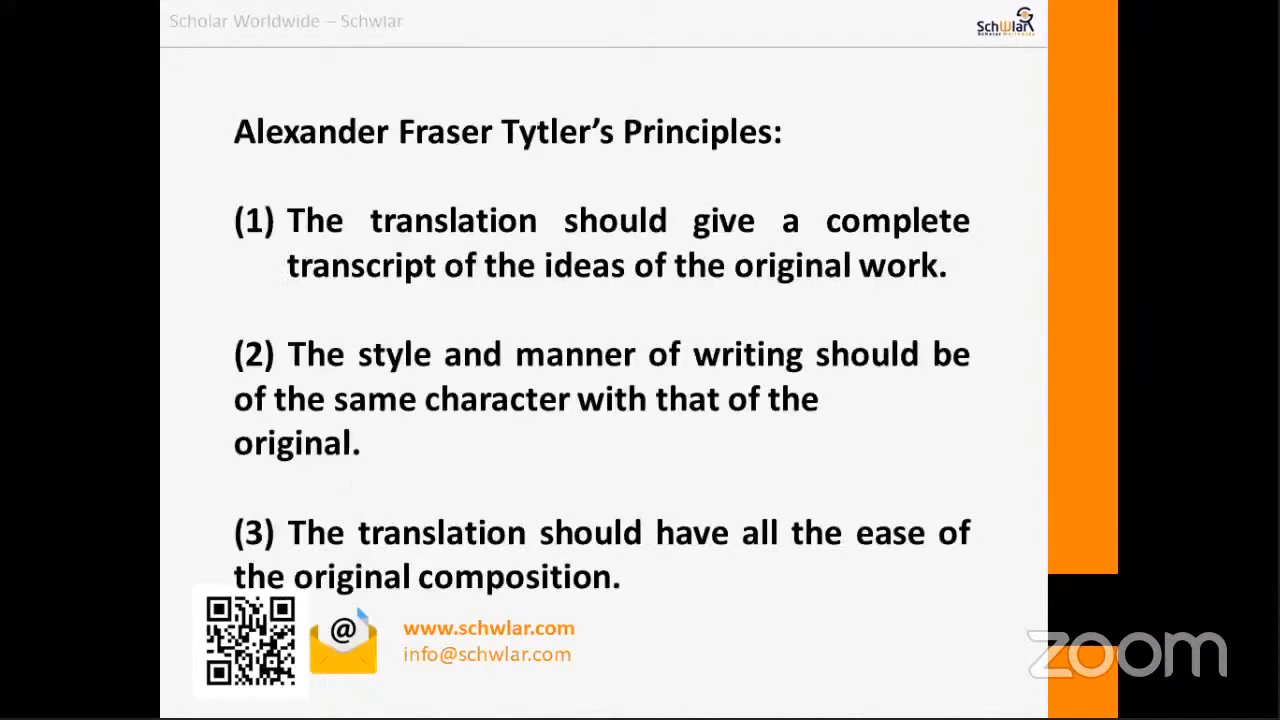 Scholar Worldwide – Schwlar
SchWlar
Scholar Worldwide
Alexander Fraser Tytler’s Principles:
(1) The translation should give a complete
transcript of the ideas of the original work.
(2) The style and manner of writing should be
of the same character with that of the
original.
(3) The translation should have all the ease of
the original composition.
@
www.schwlar.com
info@schwlar.com
zoom